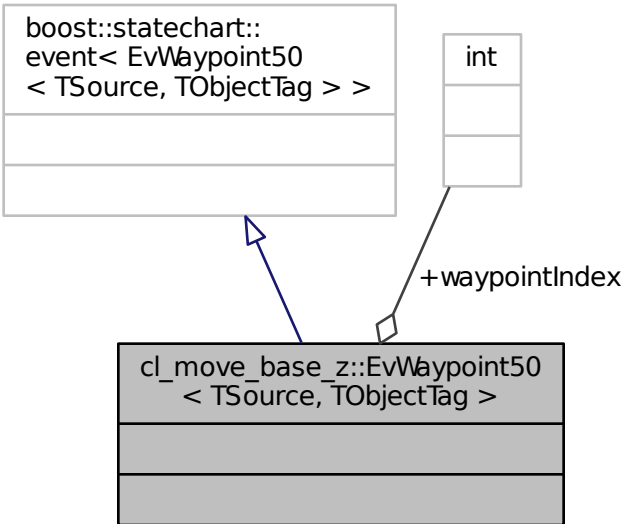 boost::statechart::
event< EvWaypoint50
< TSource, TObjectTag > >
int
+waypointIndex
cl_move_base_z::EvWaypoint50
< TSource, TObjectTag >